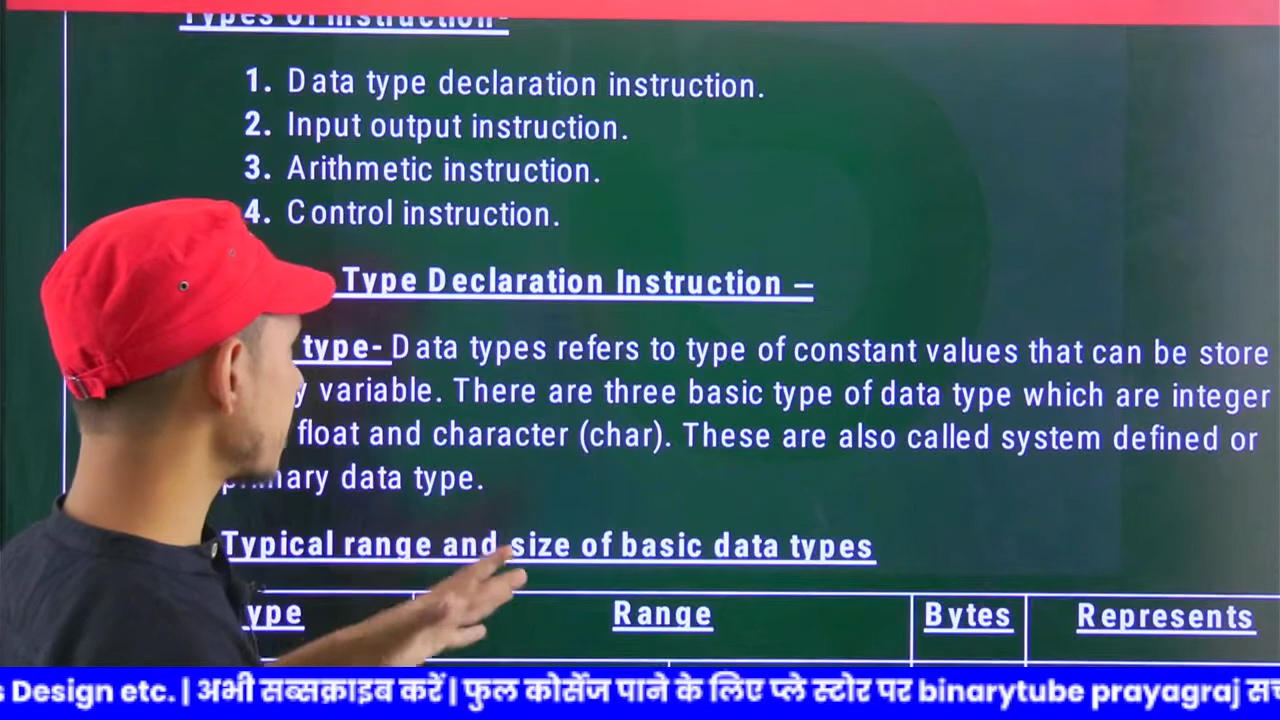 Types of Instruction-
1. Data type declaration instruction.
2. Input output instruction.
3. Arithmetic instruction.
4. Control instruction.
Type Declaration Instruction –
type- Data types refers to type of constant values that can be store
y variable. There are three basic type of data type which are integer
float and character (char). These are also called system defined or
data type.
Typical range and size of basic data types
ype Range Bytes Represents
s Design etc. | अभी सब्सक्राइब करें | फुल कोर्सेज पाने के लिए प्ले स्टोर पर binarytube prayagraj